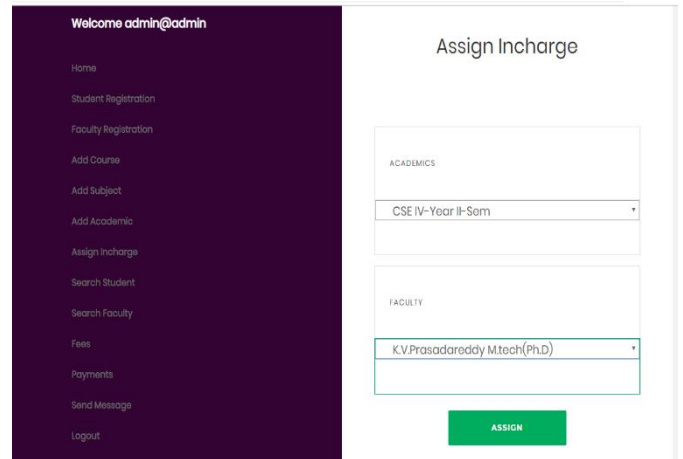 Welcome admin@admin
Home
Student Registration
Faculty Registration
Add Course
Add Subject
Add Academic
Assign Incharge
Search Student
Search Faculty
Fees
Payments
Send Message
Logout
Assign Incharge
ACADEMICS
CSE IV-Year II-Sem
FACULTY
K.V.Prasadareddy M.tech(Ph.D)
ASSIGN